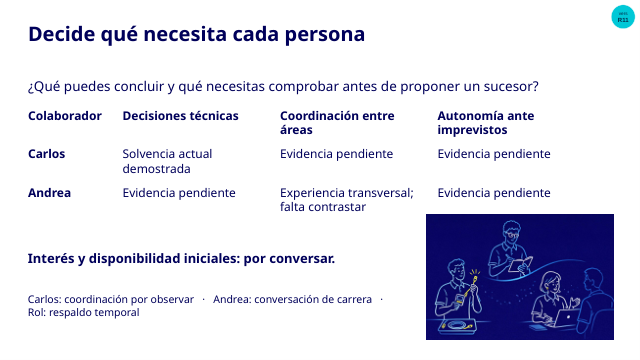 Decide qué necesita cada persona
R11
¿Qué puedes concluir y qué necesitas comprobar antes de proponer un sucesor?
Colaborador Decisiones técnicas Coordinación entre áreas Autonomía ante imprevistos
Carlos Solvencia actual demostrada Evidencia pendiente Evidencia pendiente
Andrea Evidencia pendiente Experiencia transversal; falta contrastar Evidencia pendiente
Interés y disponibilidad iniciales: por conversar.
Carlos: coordinación por observar · Andrea: conversación de carrera ·
Rol: respaldo temporal